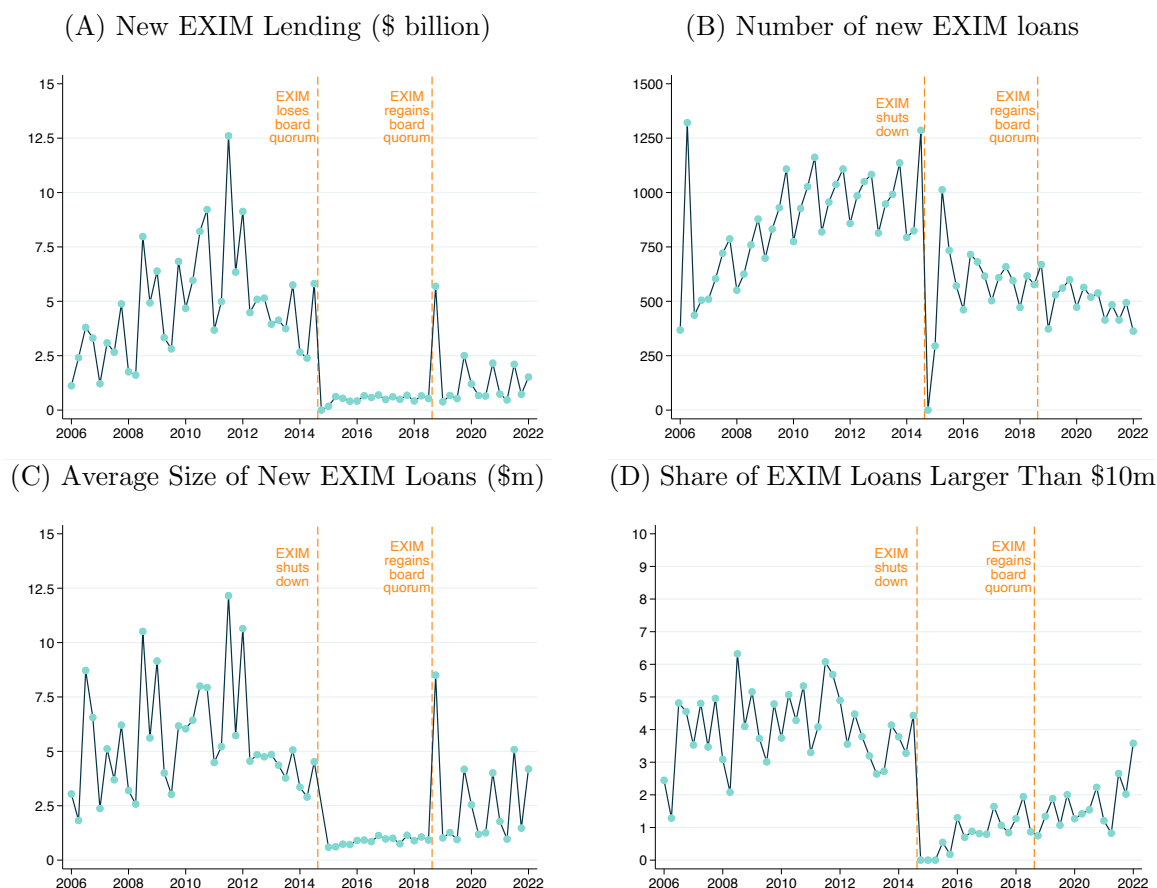 (A) New EXIM Lending ($ billion)
15
12.5
10
7.5
5
2.5
0
EXIM
loses
board
quorum
EXIM
regains
board
quorum
2006 2008 2010 2012 2014 2016 2018 2020 2022
(B) Number of new EXIM loans
1500
1250
1000
750
500
250
0
EXIM
shuts
down
EXIM
regains
board
quorum
2006 2008 2010 2012 2014 2016 2018 2020 2022
(C) Average Size of New EXIM Loans ($m)
15
12.5
10
7.5
5
2.5
0
EXIM
shuts
down
EXIM
regains
board
quorum
2006 2008 2010 2012 2014 2016 2018 2020 2022
(D) Share of EXIM Loans Larger Than $10m
10
9
8
7
6
5
4
3
2
1
0
EXIM
shuts
down
EXIM
regains
board
quorum
2006 2008 2010 2012 2014 2016 2018 2020 2022